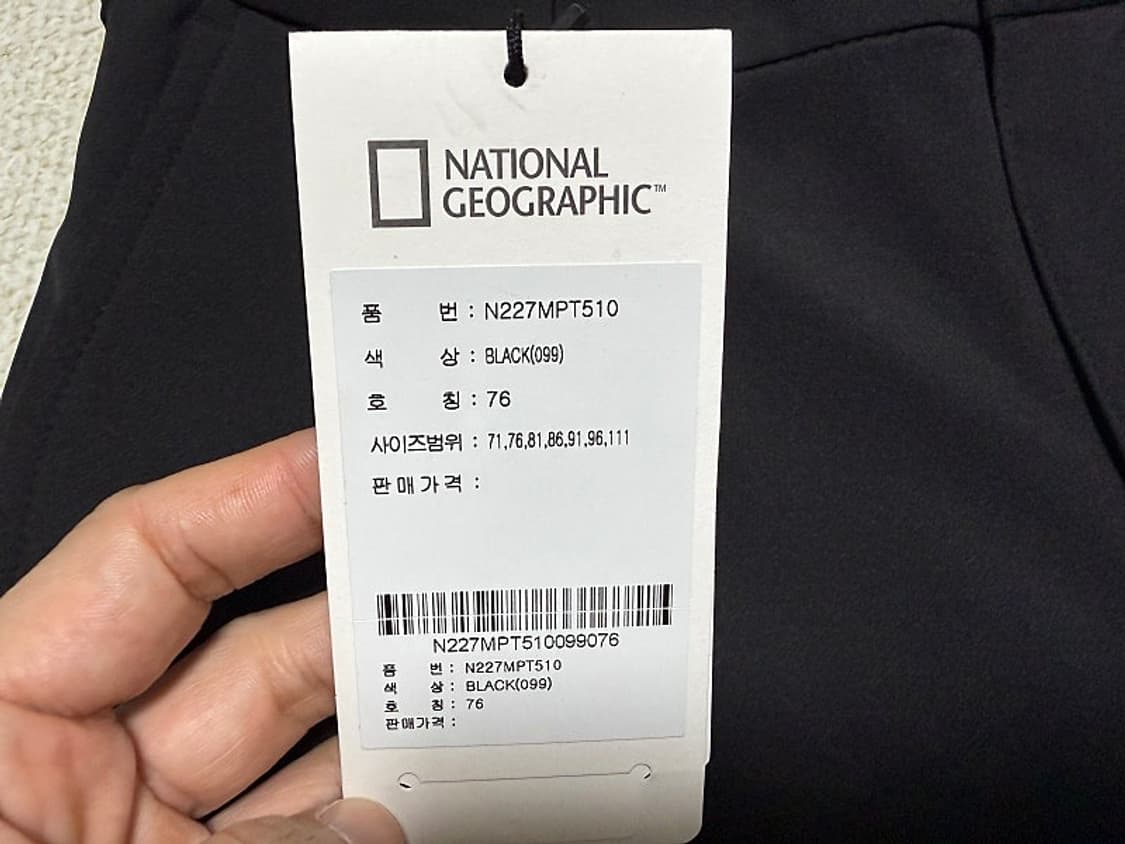 NATIONAL
GEOGRAPHIC™
품 번 : N227MPT510
색 상 : BLACK(099)
호 칭 : 76
사이즈범위 : 71,76,81,86,91,96,111
판매가격 :
N227MPT510099076
품 번 : N227MPT510
색 상 : BLACK(099)
호 칭 : 76
판매가격 :